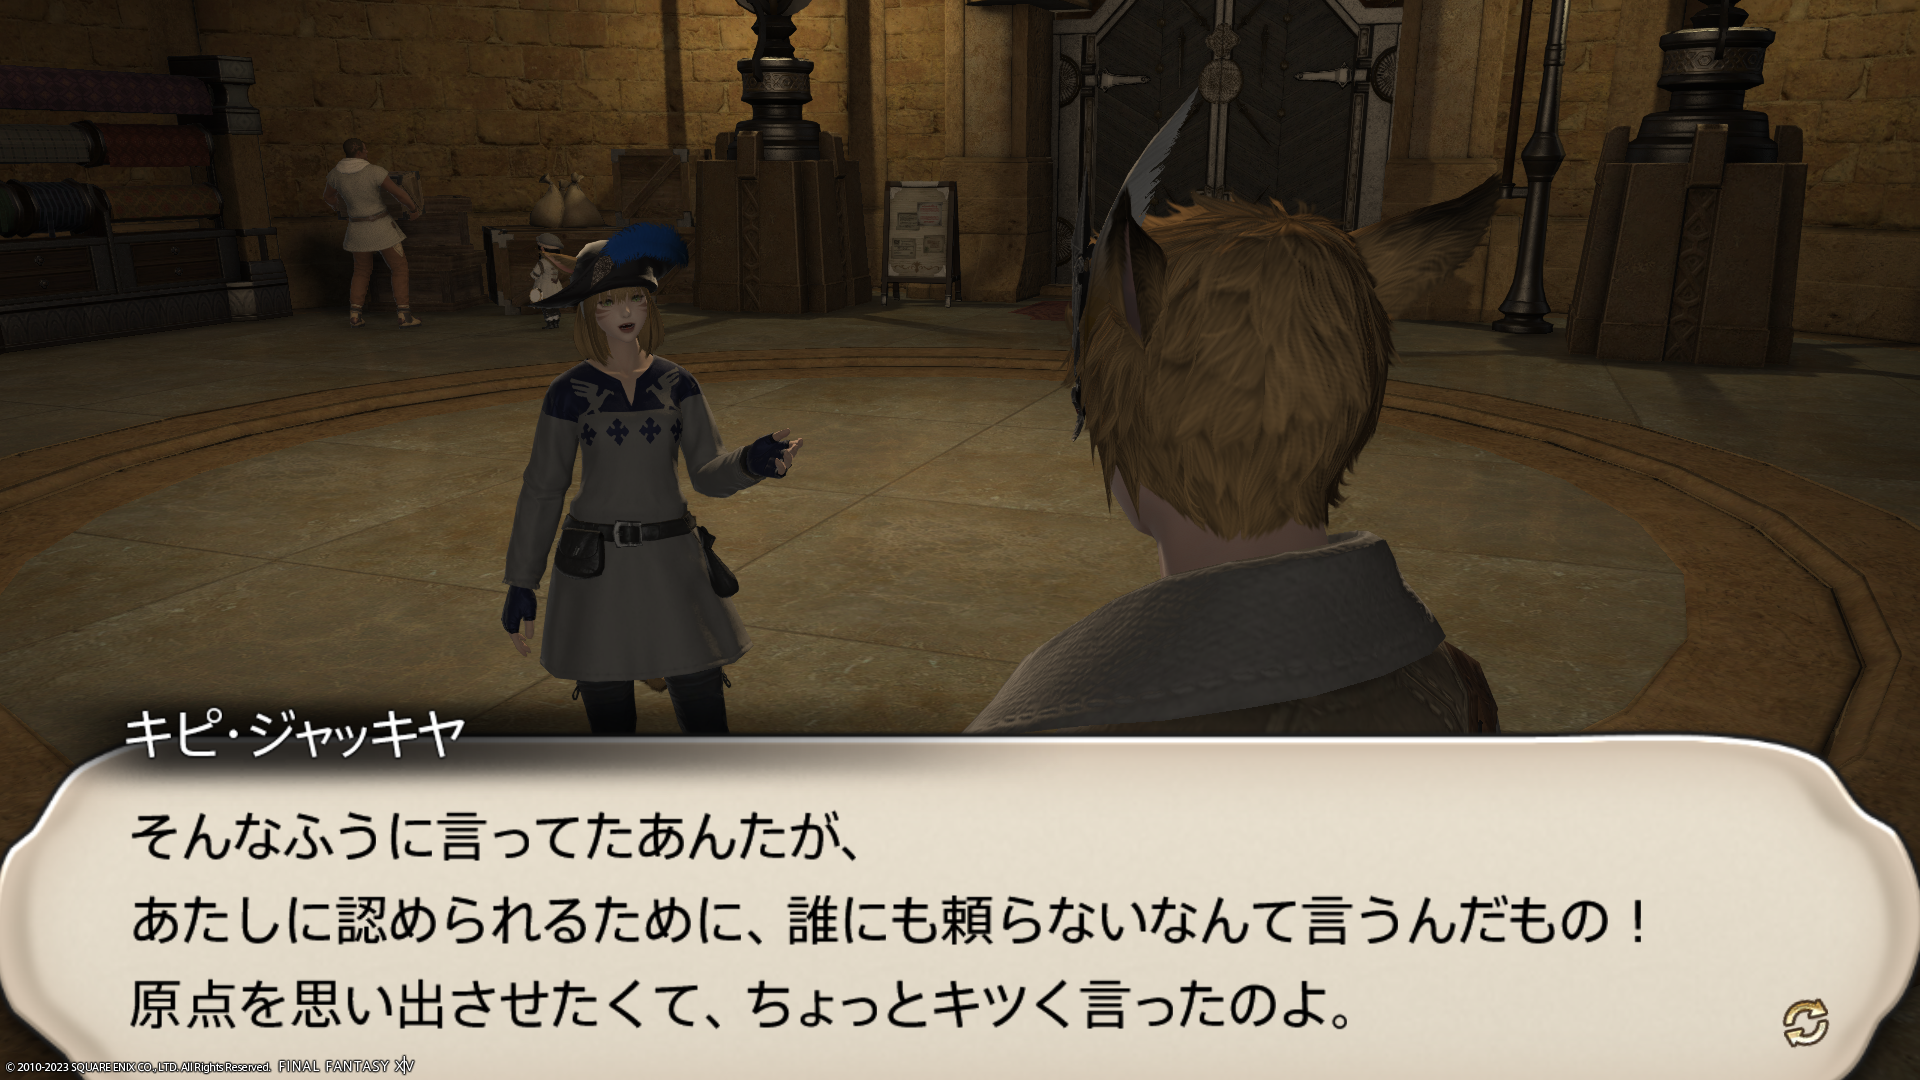 キピ・ジャッキヤ
そんなふうに言ってたあんたが、
あたしに認められるために、誰にも頼らないなんて言うんだもの！
原点を思い出させたくて、ちょっとキツく言ったのよ。
© 2010-2023 SQUARE ENIX CO., LTD. All Rights Reserved. FINAL FANTASY XIV